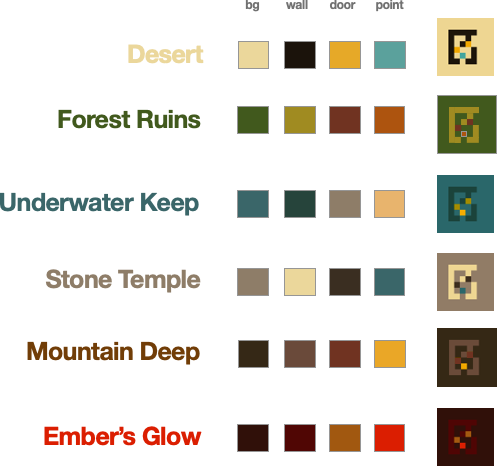 bg wall door point
Desert
Forest Ruins
Underwater Keep
Stone Temple
Mountain Deep
Ember’s Glow